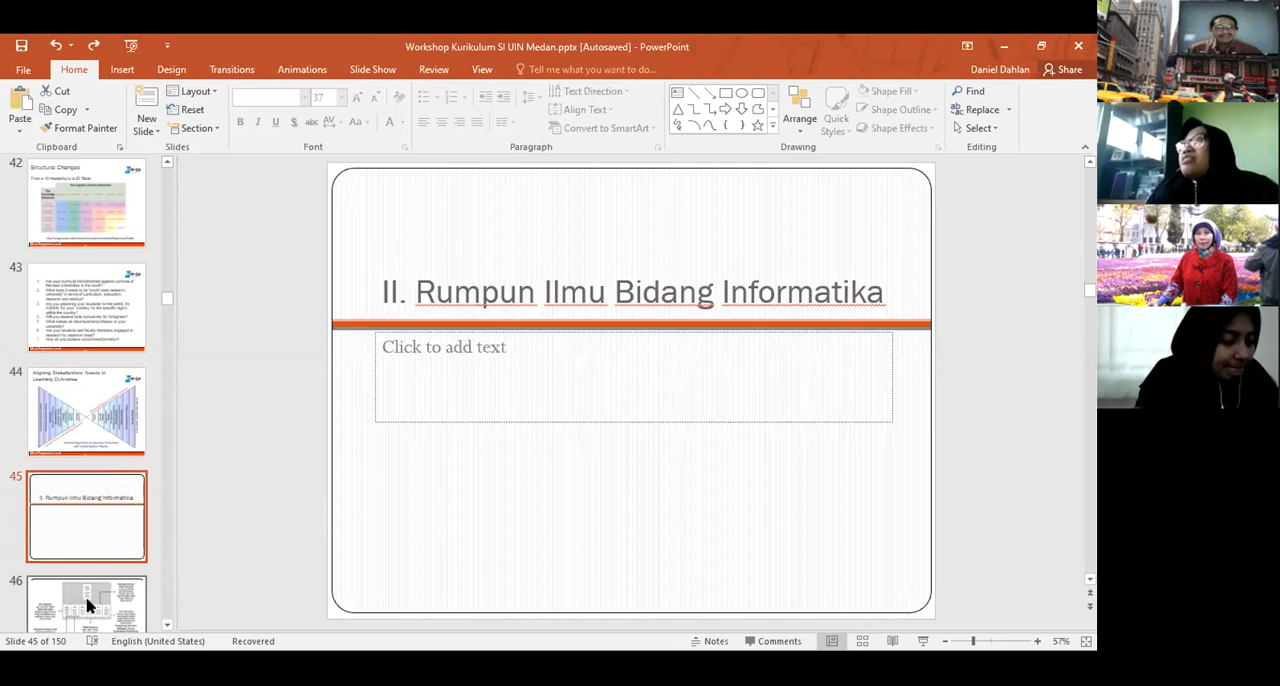 Workshop Kurikulum SI UIN Medan.pptx [Autosaved] - PowerPoint
File Home Insert Design Slide Show Transitions Animations Review View Tell me what you want to do... Daniel Dahlan Share
Paste
Cut
Copy
Format Painter
Clipboard
New
Slide
Layout
Reset
Section
Slides
37
B I U S abc AV Aa A
Font
Text Direction
Align Text
Convert to SmartArt
Paragraph
Arrange
Quick
Styles
Shape Fill
Shape Outline
Shape Effects
Drawing
Find
Replace
Select
Editing
42
Structural Changes
43
44
Aligning Stakeholders' Needs to
Learning Outcomes
45
II. Rumpun Ilmu Bidang Informatika
46
II. Rumpun Ilmu Bidang Informatika
Click to add text
Slide 45 of 150 English (United States) Recovered Notes Comments 57%